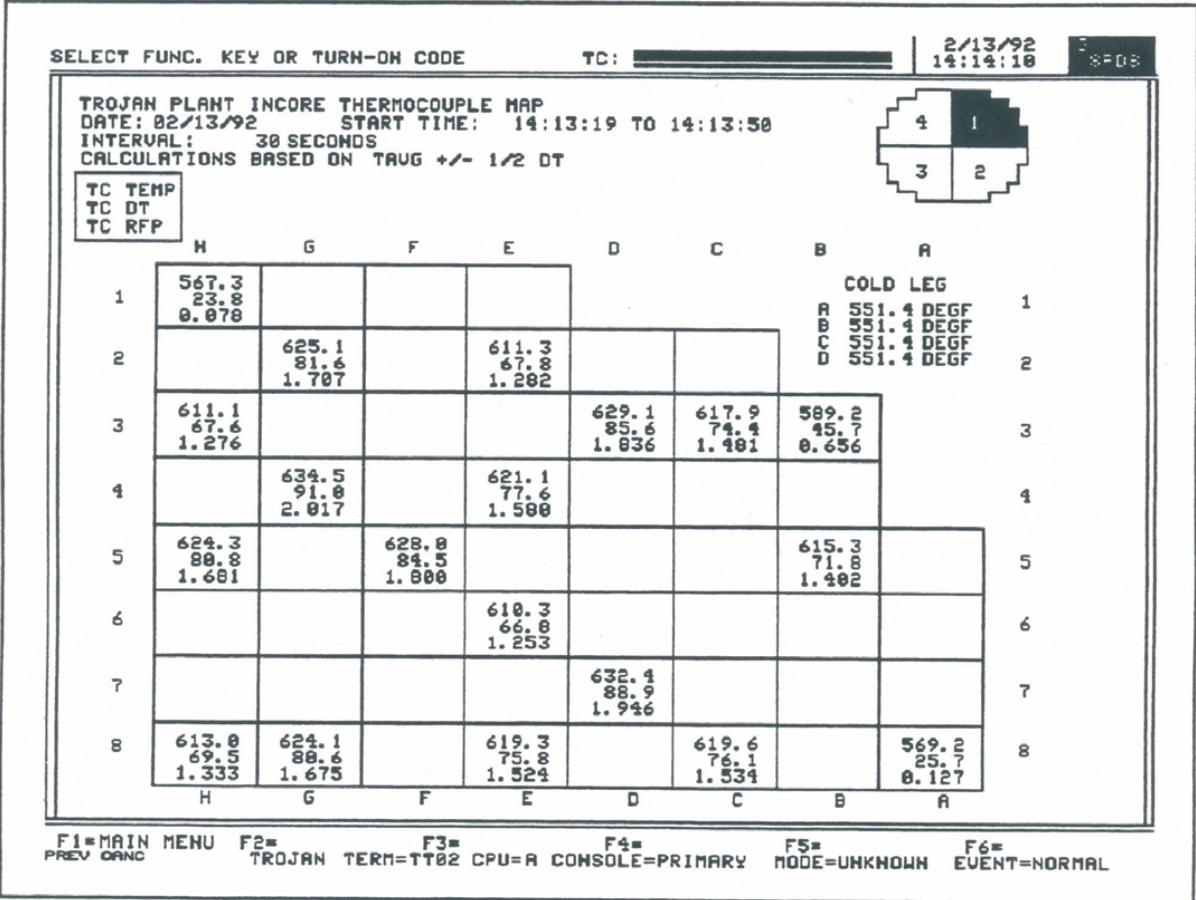 SELECT FUNC. KEY OR TURN-ON CODE TC: 2/13/92
14:14:10 SPDS
TROJAN PLANT INCORE THERMOCOUPLE MAP
DATE: 02/13/92 START TIME: 14:13:19 TO 14:13:50
INTERVAL: 30 SECONDS
CALCULATIONS BASED ON TAVG +/- 1/2 DT
4 1
3 2
TC TEMP
TC DT
TC RFP
H G F E D C B A
COLD LEG
A 551.4 DEGF
B 551.4 DEGF
C 551.4 DEGF
D 551.4 DEGF
1 567.3 1
23.8
0.078
2 625.1 611.3 2
81.6 67.8
1.707 1.282
3 611.1 629.1 617.9 589.2 3
67.6 85.6 74.4 45.7
1.276 1.836 1.481 0.656
4 634.5 621.1 4
91.0 77.6
2.017 1.580
5 624.3 628.0 615.3 5
80.8 84.5 71.8
1.681 1.800 1.402
6 610.3 6
66.8
1.253
7 632.4 7
88.9
1.946
8 613.0 624.1 619.3 619.6 569.2 8
69.5 80.6 75.8 76.1 25.7
1.333 1.675 1.524 1.534 0.127
H G F E D C B A
F1=MAIN MENU F2= F3= F4= F5= F6=
PREV CANC TROJAN TERM=TT02 CPU=A CONSOLE=PRIMARY MODE=UNKNOWN EVENT=NORMAL